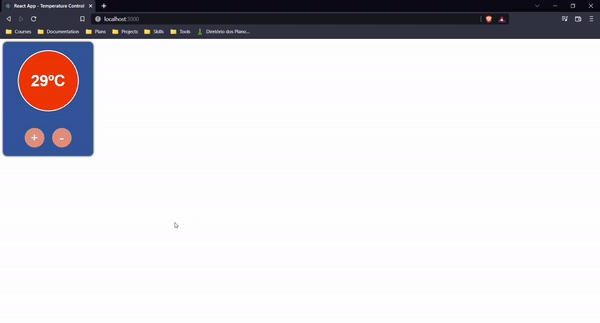 React App - Temperature Control
localhost:3000
Courses Documentation Plans Projects Skills Tools Diretório dos Plano...
29ºC
+ -